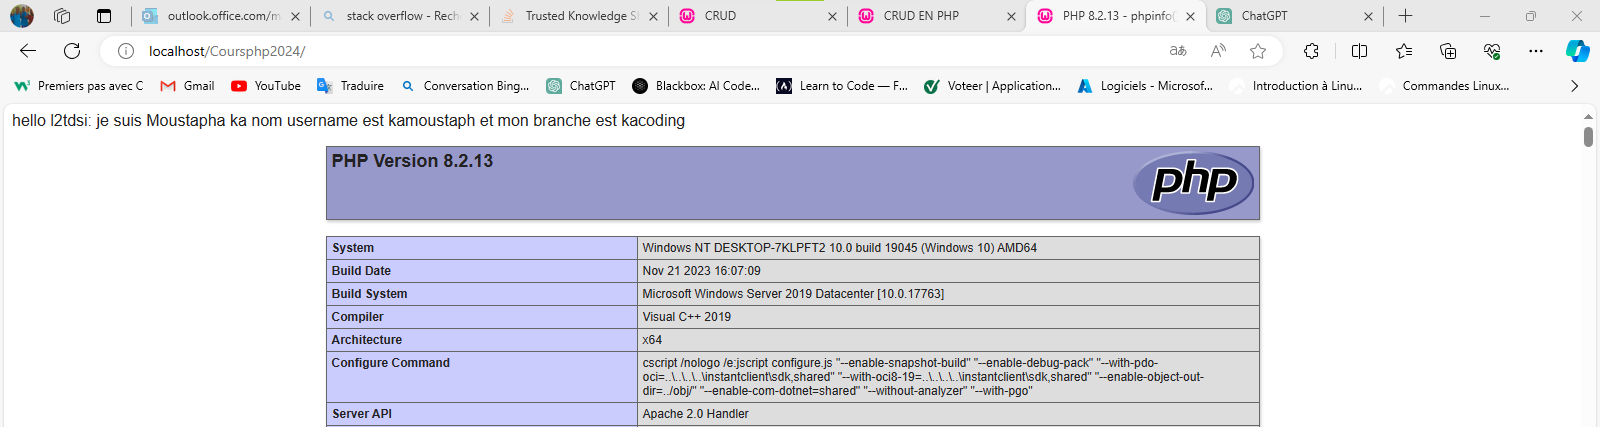 outlook.office.com/m
stack overflow - Rech
Trusted Knowledge S
CRUD
CRUD EN PHP
PHP 8.2.13 - phpinfo(
ChatGPT
localhost/Coursphp2024/
Premiers pas avec C
Gmail
YouTube
Traduire
Conversation Bing...
ChatGPT
Blackbox: AI Code...
Learn to Code — F...
Voteer | Application...
Logiciels - Microsof...
Introduction à Linu...
Commandes Linux...
hello l2tdsi: je suis Moustapha ka nom username est kamoustaph et mon branche est kacoding
PHP Version 8.2.13
php
System Windows NT DESKTOP-7KLPFT2 10.0 build 19045 (Windows 10) AMD64
Build Date Nov 21 2023 16:07:09
Build System Microsoft Windows Server 2019 Datacenter [10.0.17763]
Compiler Visual C++ 2019
Architecture x64
Configure Command cscript /nologo /e:jscript configure.js "--enable-snapshot-build" "--enable-debug-pack" "--with-pdo-
oci=..\..\..\..\instantclient\sdk,shared" "--with-oci8-19=..\..\..\..\instantclient\sdk,shared" "--enable-object-out-
dir=../obj/" "--enable-com-dotnet=shared" "--without-analyzer" "--with-pgo"
Server API Apache 2.0 Handler